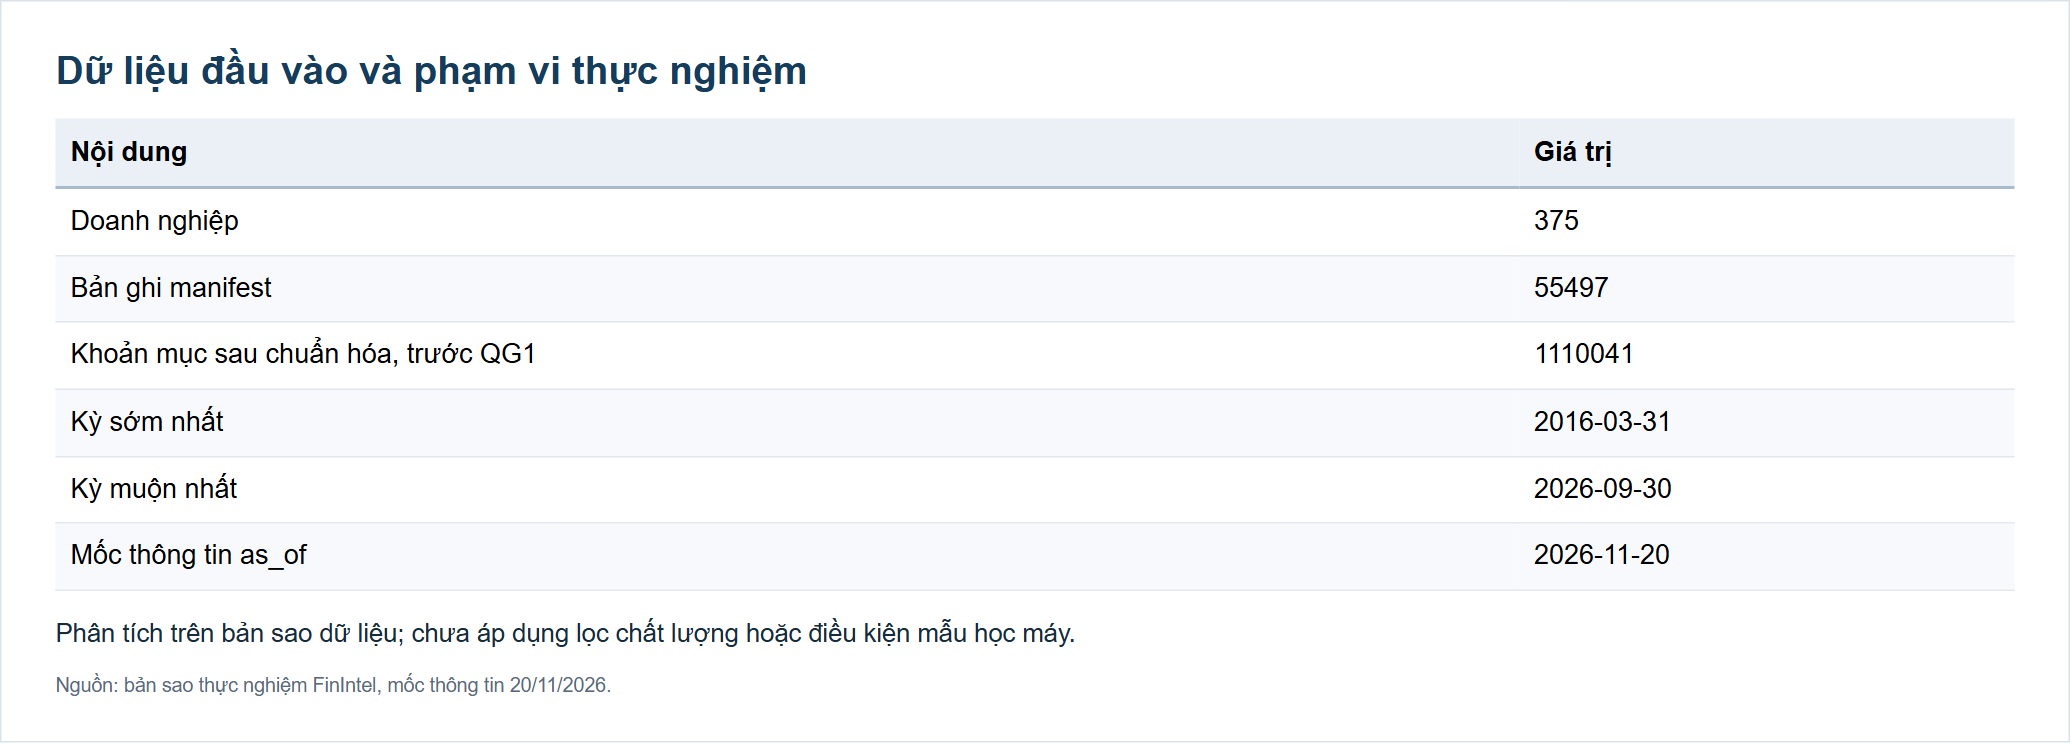 Dữ liệu đầu vào và phạm vi thực nghiệm
Nội dung Giá trị
Doanh nghiệp 375
Bản ghi manifest 55497
Khoản mục sau chuẩn hóa, trước QG1 1110041
Kỳ sớm nhất 2016-03-31
Kỳ muộn nhất 2026-09-30
Mốc thông tin as_of 2026-11-20
Phân tích trên bản sao dữ liệu; chưa áp dụng lọc chất lượng hoặc điều kiện mẫu học máy.
Nguồn: bản sao thực nghiệm FinIntel, mốc thông tin 20/11/2026.